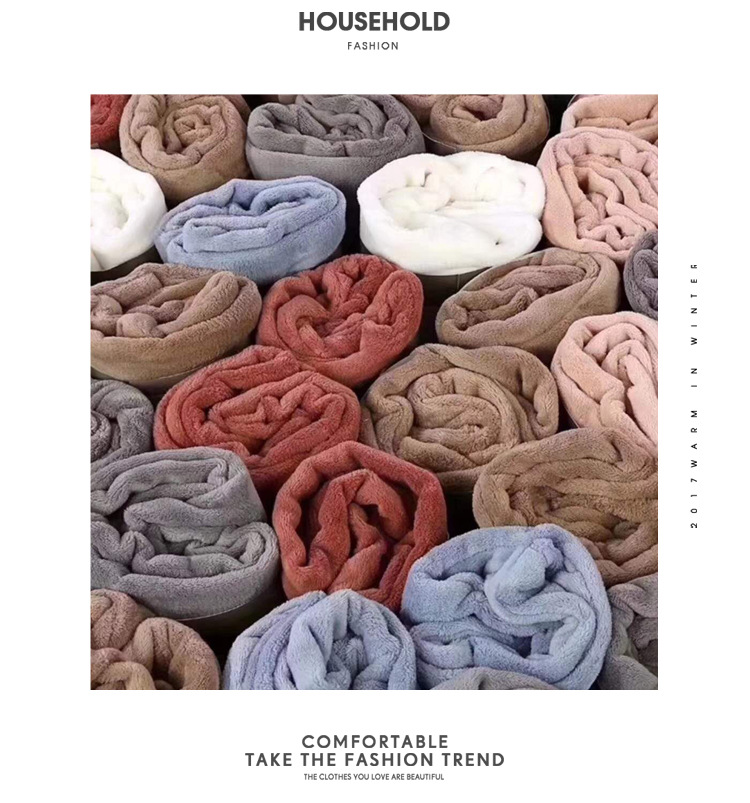 HOUSEHOLD
FASHION
2017WARM IN WINTER
COMFORTABLE
TAKE THE FASHION TREND
THE CLOTHES YOU LOVE ARE BEAUTIFUL